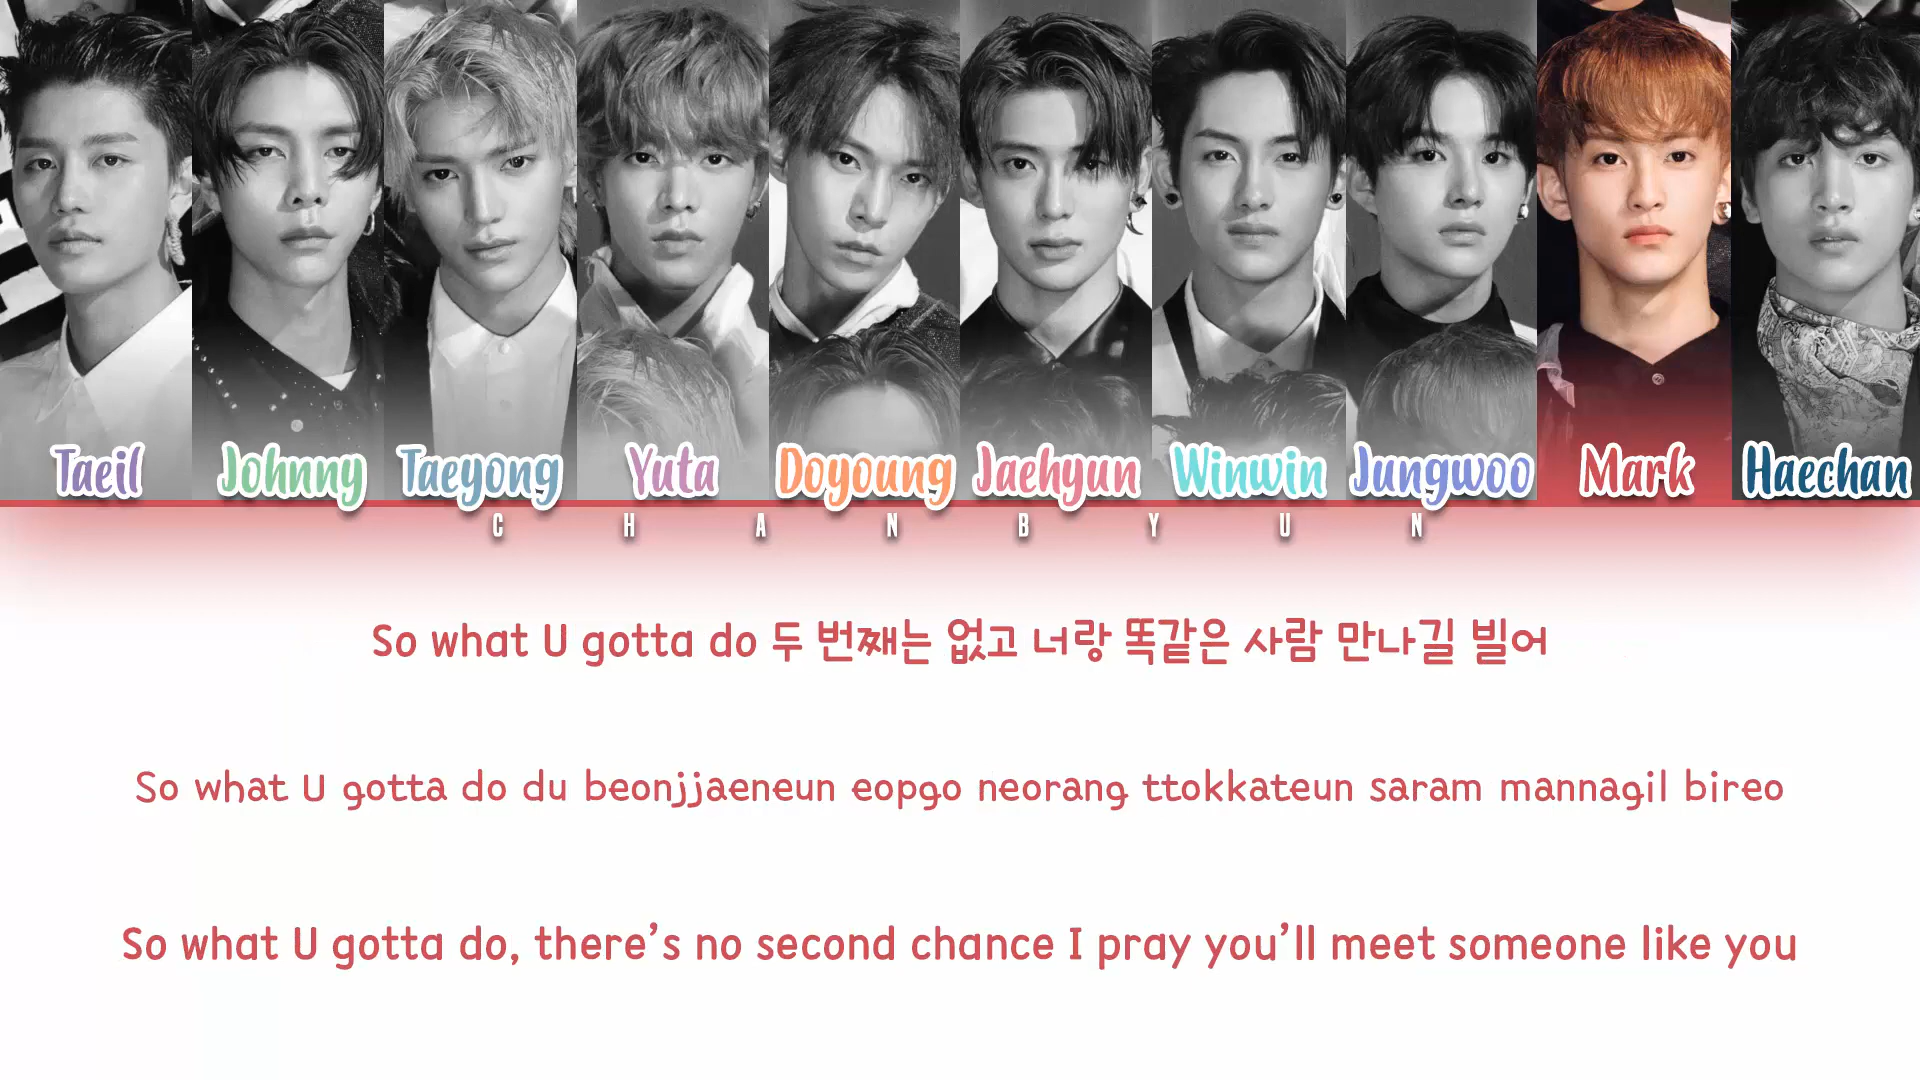 Taeil Johnny Taeyong Yuta Doyoung Jaehyun Winwin Jungwoo Mark Haechan
CHANBYUN
So what U gotta do 두 번째는 없고 너랑 똑같은 사람 만나길 빌어
So what U gotta do du beonjjaeneun eopgo neorang ttokkateun saram mannagil bireo
So what U gotta do, there's no second chance I pray you'll meet someone like you